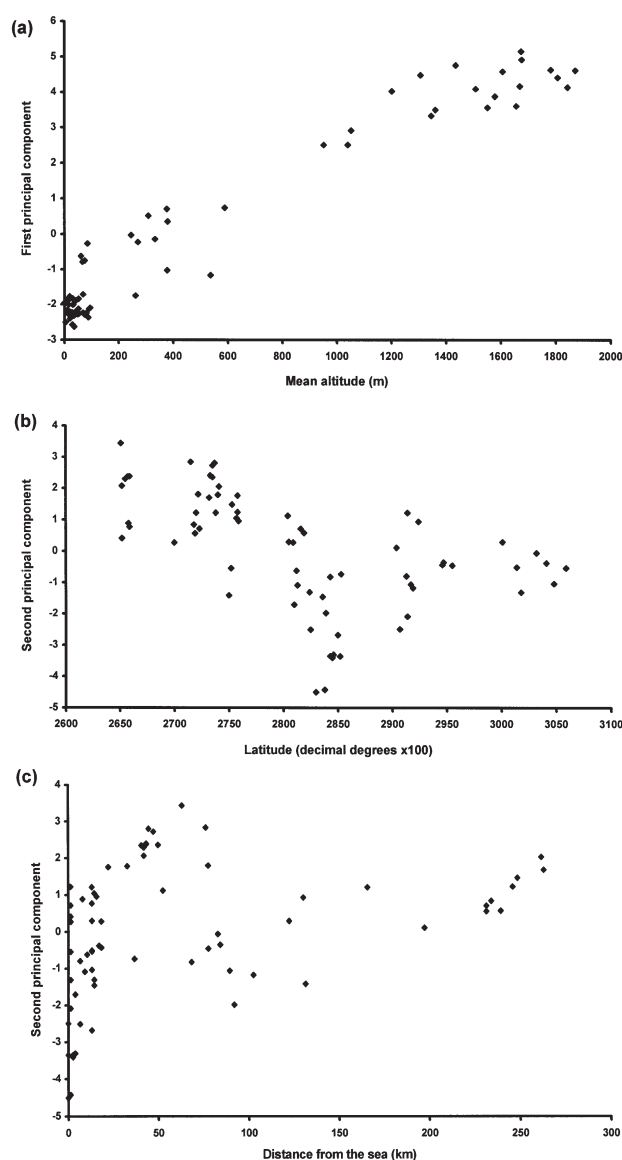 (a)
6
5
4
3
2
1
0
-1
-2
-3
First principal component
0 200 400 600 800 1000 1200 1400 1600 1800 2000
Mean altitude (m)
(b)
4
3
2
1
0
-1
-2
-3
-4
-5
Second principal component
2600 2650 2700 2750 2800 2850 2900 2950 3000 3050 3100
Latitude (decimal degrees x100)
(c)
4
3
2
1
0
-1
-2
-3
-4
-5
Second principal component
0 50 100 150 200 250 300
Distance from the sea (km)